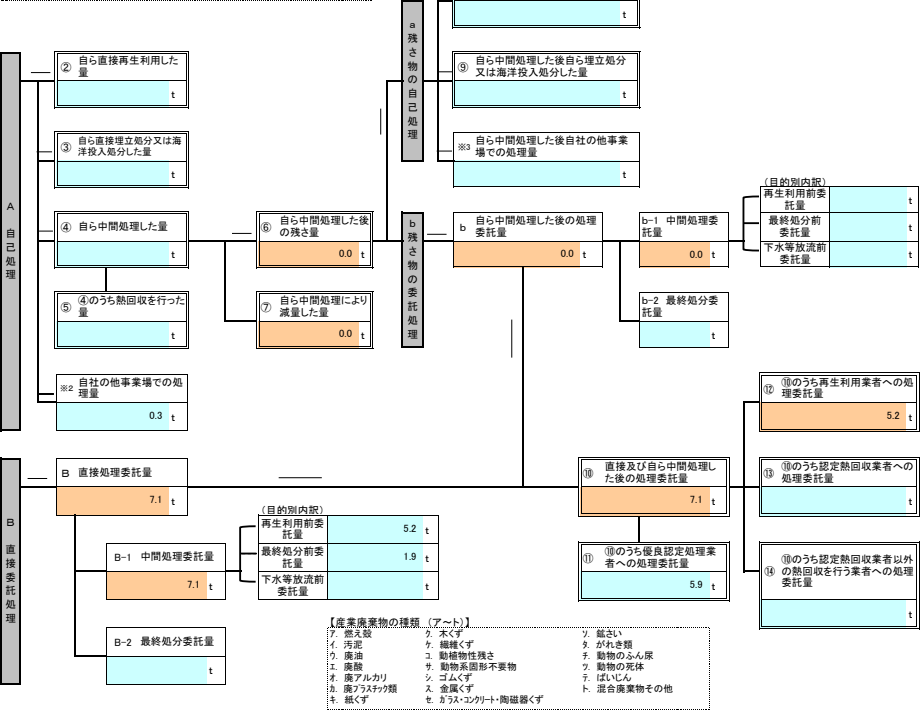 t
a 残さ物の自己処理
② 自ら直接再生利用した
量
t
⑨ 自ら中間処理した後自ら埋立処分
又は海洋投入処分した量
t
③ 自ら直接埋立処分又は海
洋投入処分した量
t
※3 自ら中間処理した後自社の他事業
場での処理量
t
A 自己処理
④ 自ら中間処理した量
t
⑥ 自ら中間処理した後
の残さ量
0.0 t
b 残さ物の委託処理
b 自ら中間処理した後の処理
委託量
0.0 t
b-1 中間処理委
託量
0.0 t
(目的別内訳)
再生利用前委
託量
t
最終処分前
委託量
t
下水等放流前
委託量
t
⑤ ④のうち熱回収を行った
量
t
⑦ 自ら中間処理により
減量した量
0.0 t
b-2 最終処分委
託量
t
※2 自社の他事業場での処
理量
0.3 t
⑫ ⑩のうち再生利用業者への処
理委託量
5.2 t
B 直接委託処理
B 直接処理委託量
7.1 t
⑩ 直接及び自ら中間処理し
た後の処理委託量
7.1 t
⑬ ⑩のうち認定熱回収業者への
処理委託量
t
B-1 中間処理委託量
7.1 t
(目的別内訳)
再生利用前委
託量
5.2 t
最終処分前委
託量
1.9 t
下水等放流前
委託量
t
⑪ ⑩のうち優良認定処理業
者への処理委託量
5.9 t
⑭ ⑩のうち認定熱回収業者以外
の熱回収を行う業者への処理
委託量
t
B-2 最終処分委託量
t
【産業廃棄物の種類 (ア～ト)】
ア. 燃え殻
イ. 汚泥
ウ. 廃油
エ. 廃酸
オ. 廃アルカリ
カ. 廃プラスチック類
キ. 紙くず
ク. 木くず
ケ. 繊維くず
コ. 動植物性残さ
サ. 動物系固形不要物
シ. ゴムくず
ス. 金属くず
セ. ガラス・コンクリート・陶磁器くず
ソ. 鉱さい
タ. がれき類
チ. 動物のふん尿
ツ. 動物の死体
テ. ばいじん
ト. 混合廃棄物その他